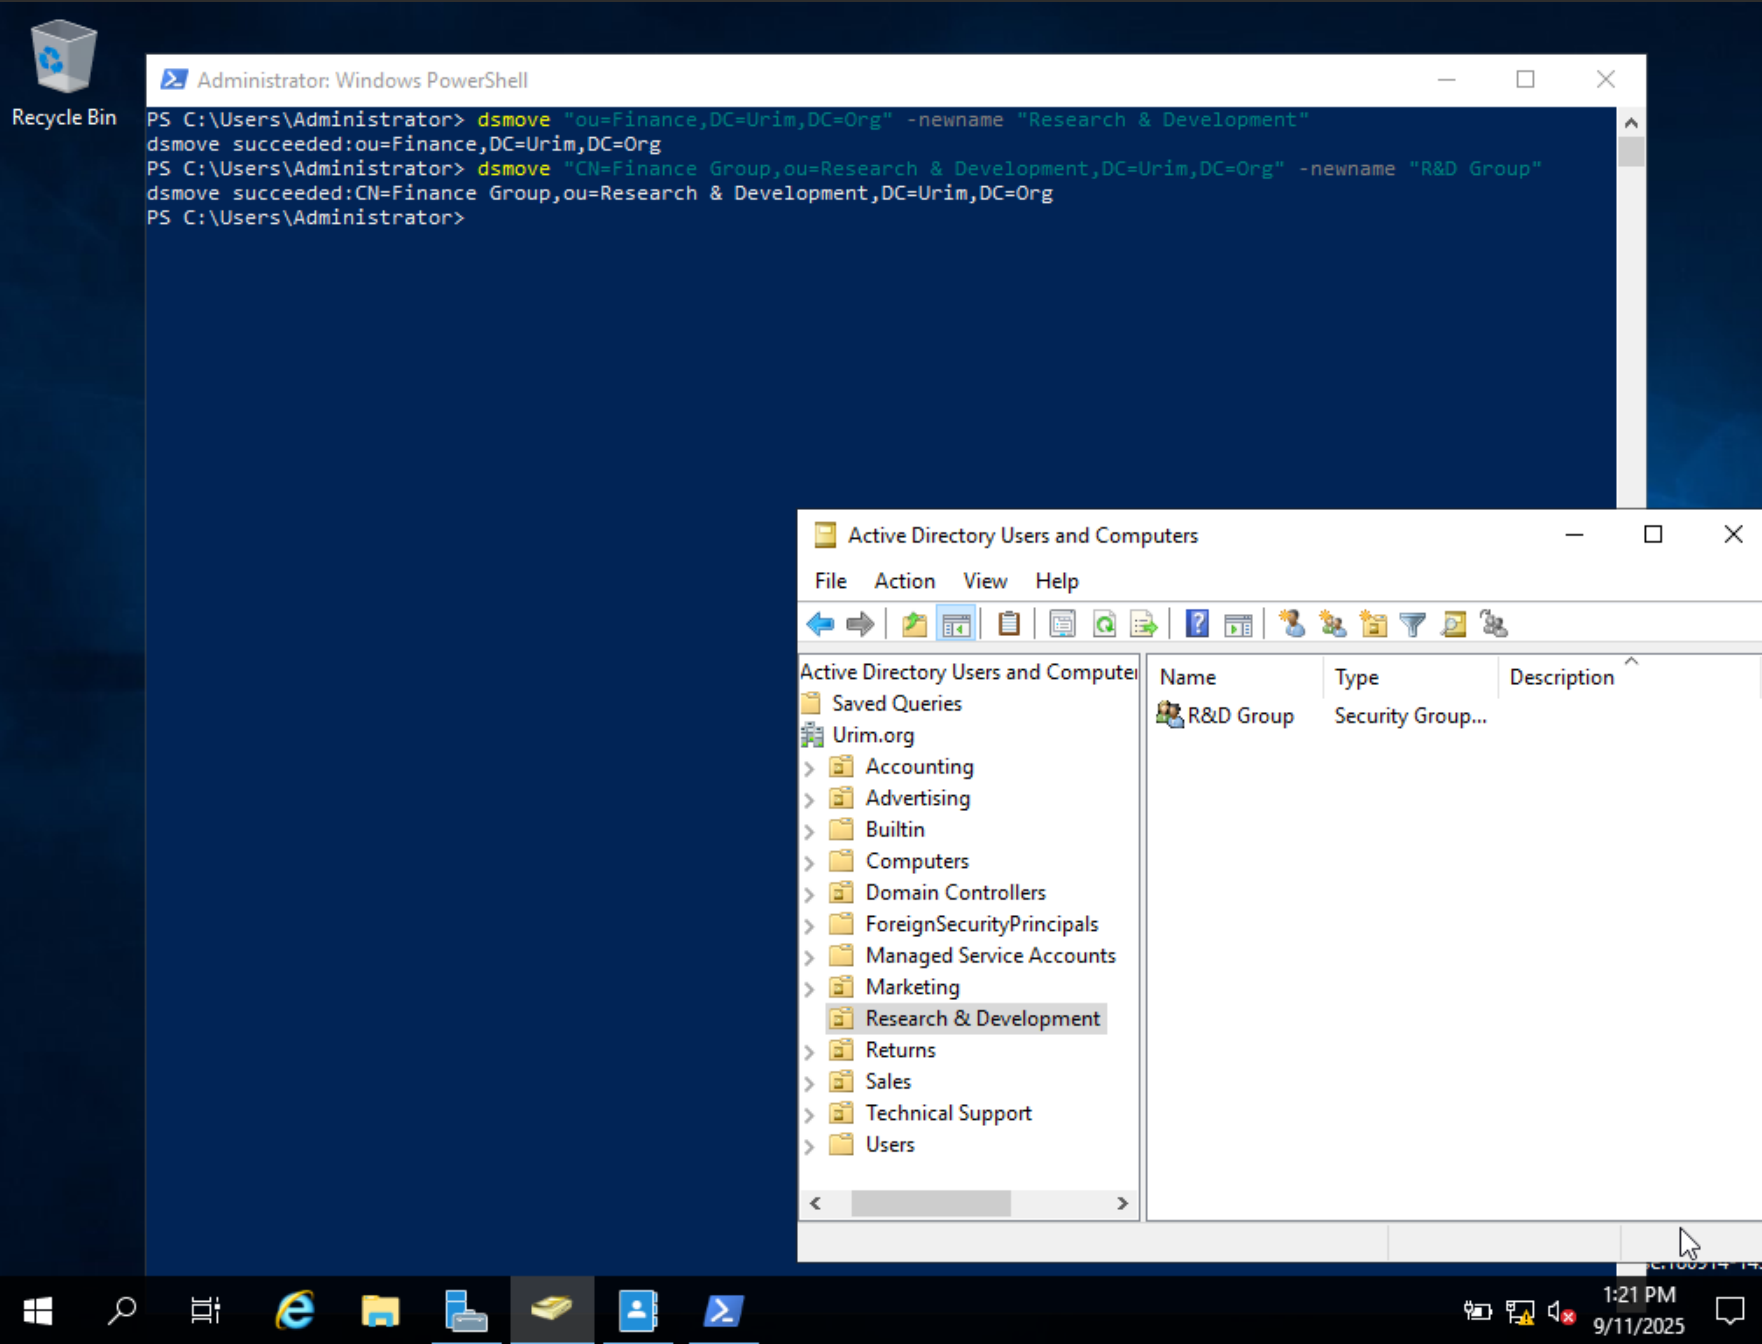 Recycle Bin
Administrator: Windows PowerShell
PS C:\Users\Administrator> dsmove "ou=Finance,DC=Urim,DC=Org" -newname "Research & Development"
dsmove succeeded:ou=Finance,DC=Urim,DC=Org
PS C:\Users\Administrator> dsmove "CN=Finance Group,ou=Research & Development,DC=Urim,DC=Org" -newname "R&D Group"
dsmove succeeded:CN=Finance Group,ou=Research & Development,DC=Urim,DC=Org
PS C:\Users\Administrator>
Active Directory Users and Computers
File Action View Help
Active Directory Users and Computer
Saved Queries
Urim.org
Accounting
Advertising
Builtin
Computers
Domain Controllers
ForeignSecurityPrincipals
Managed Service Accounts
Marketing
Research & Development
Returns
Sales
Technical Support
Users
Name Type Description
R&D Group Security Group...
1:21 PM
9/11/2025